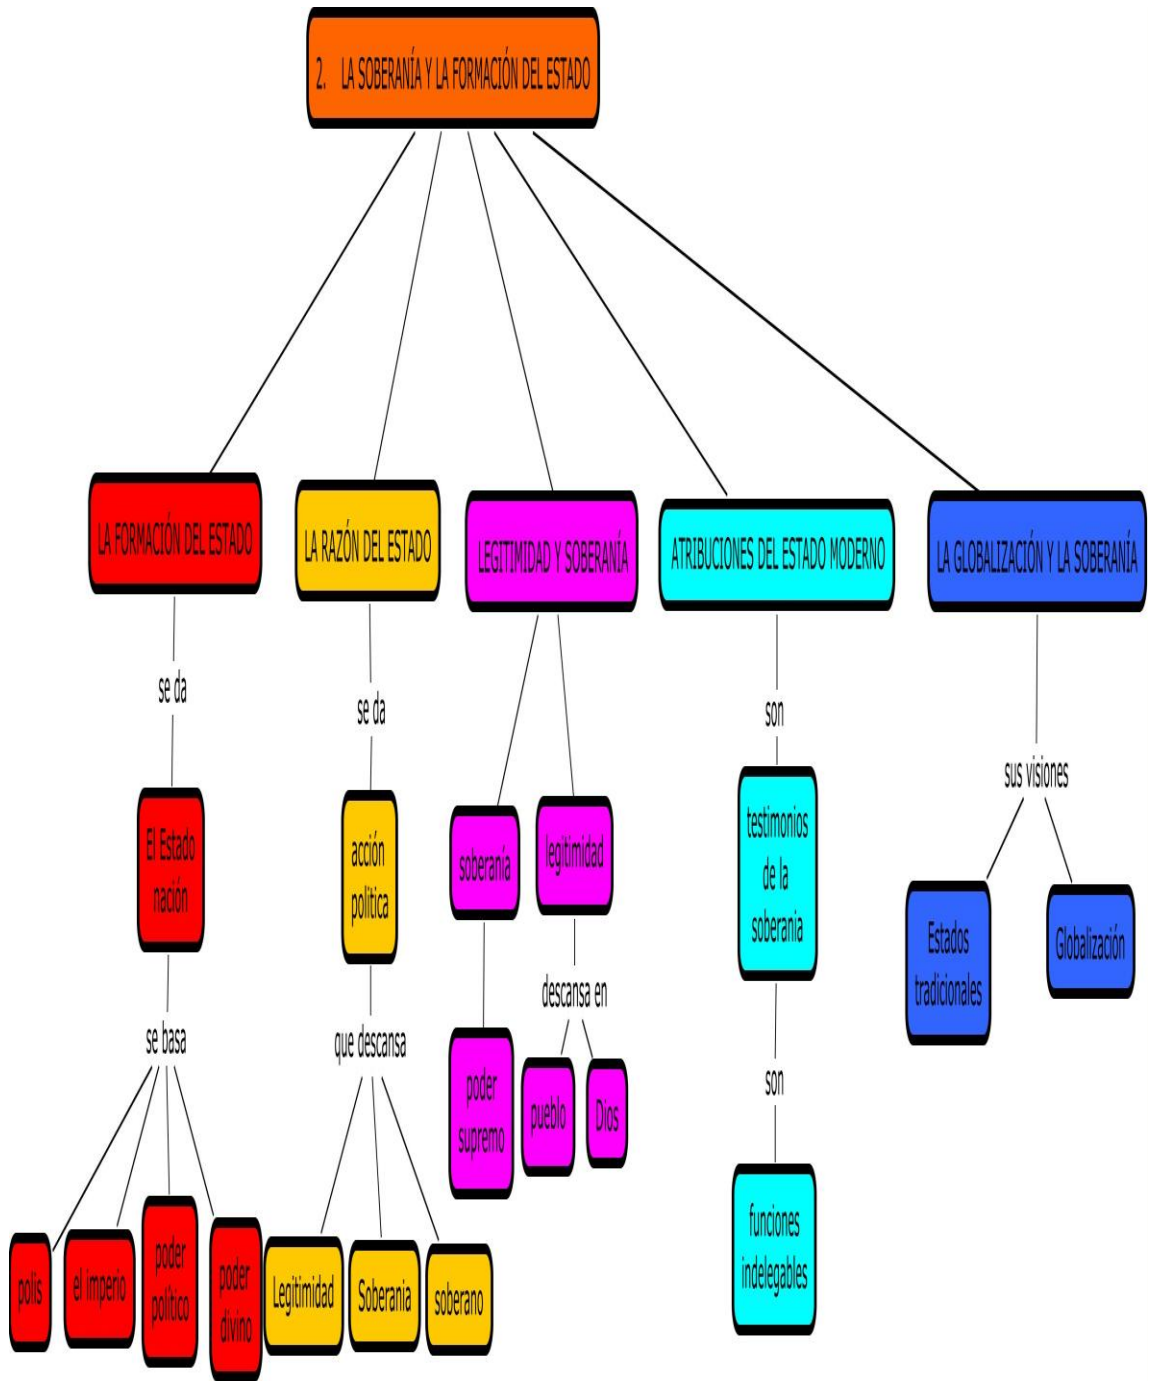 2. LA SOBERANÍA Y LA FORMACIÓN DEL ESTADO
LA FORMACIÓN DEL ESTADO
LA RAZÓN DEL ESTADO
LEGITIMIDAD Y SOBERANÍA
ATRIBUCIONES DEL ESTADO MODERNO
LA GLOBALIZACIÓN Y LA SOBERANÍA
se da
se da
son
sus visiones
El Estado
nación
acción
politica
soberanía
legitimidad
testimonios
de la
soberania
Estados
tradicionales
Globalización
se basa
que descansa
descansa en
son
polis
el imperio
poder
político
poder
divino
Legitimidad
Soberania
soberano
poder
supremo
pueblo
Dios
funciones
indelegables